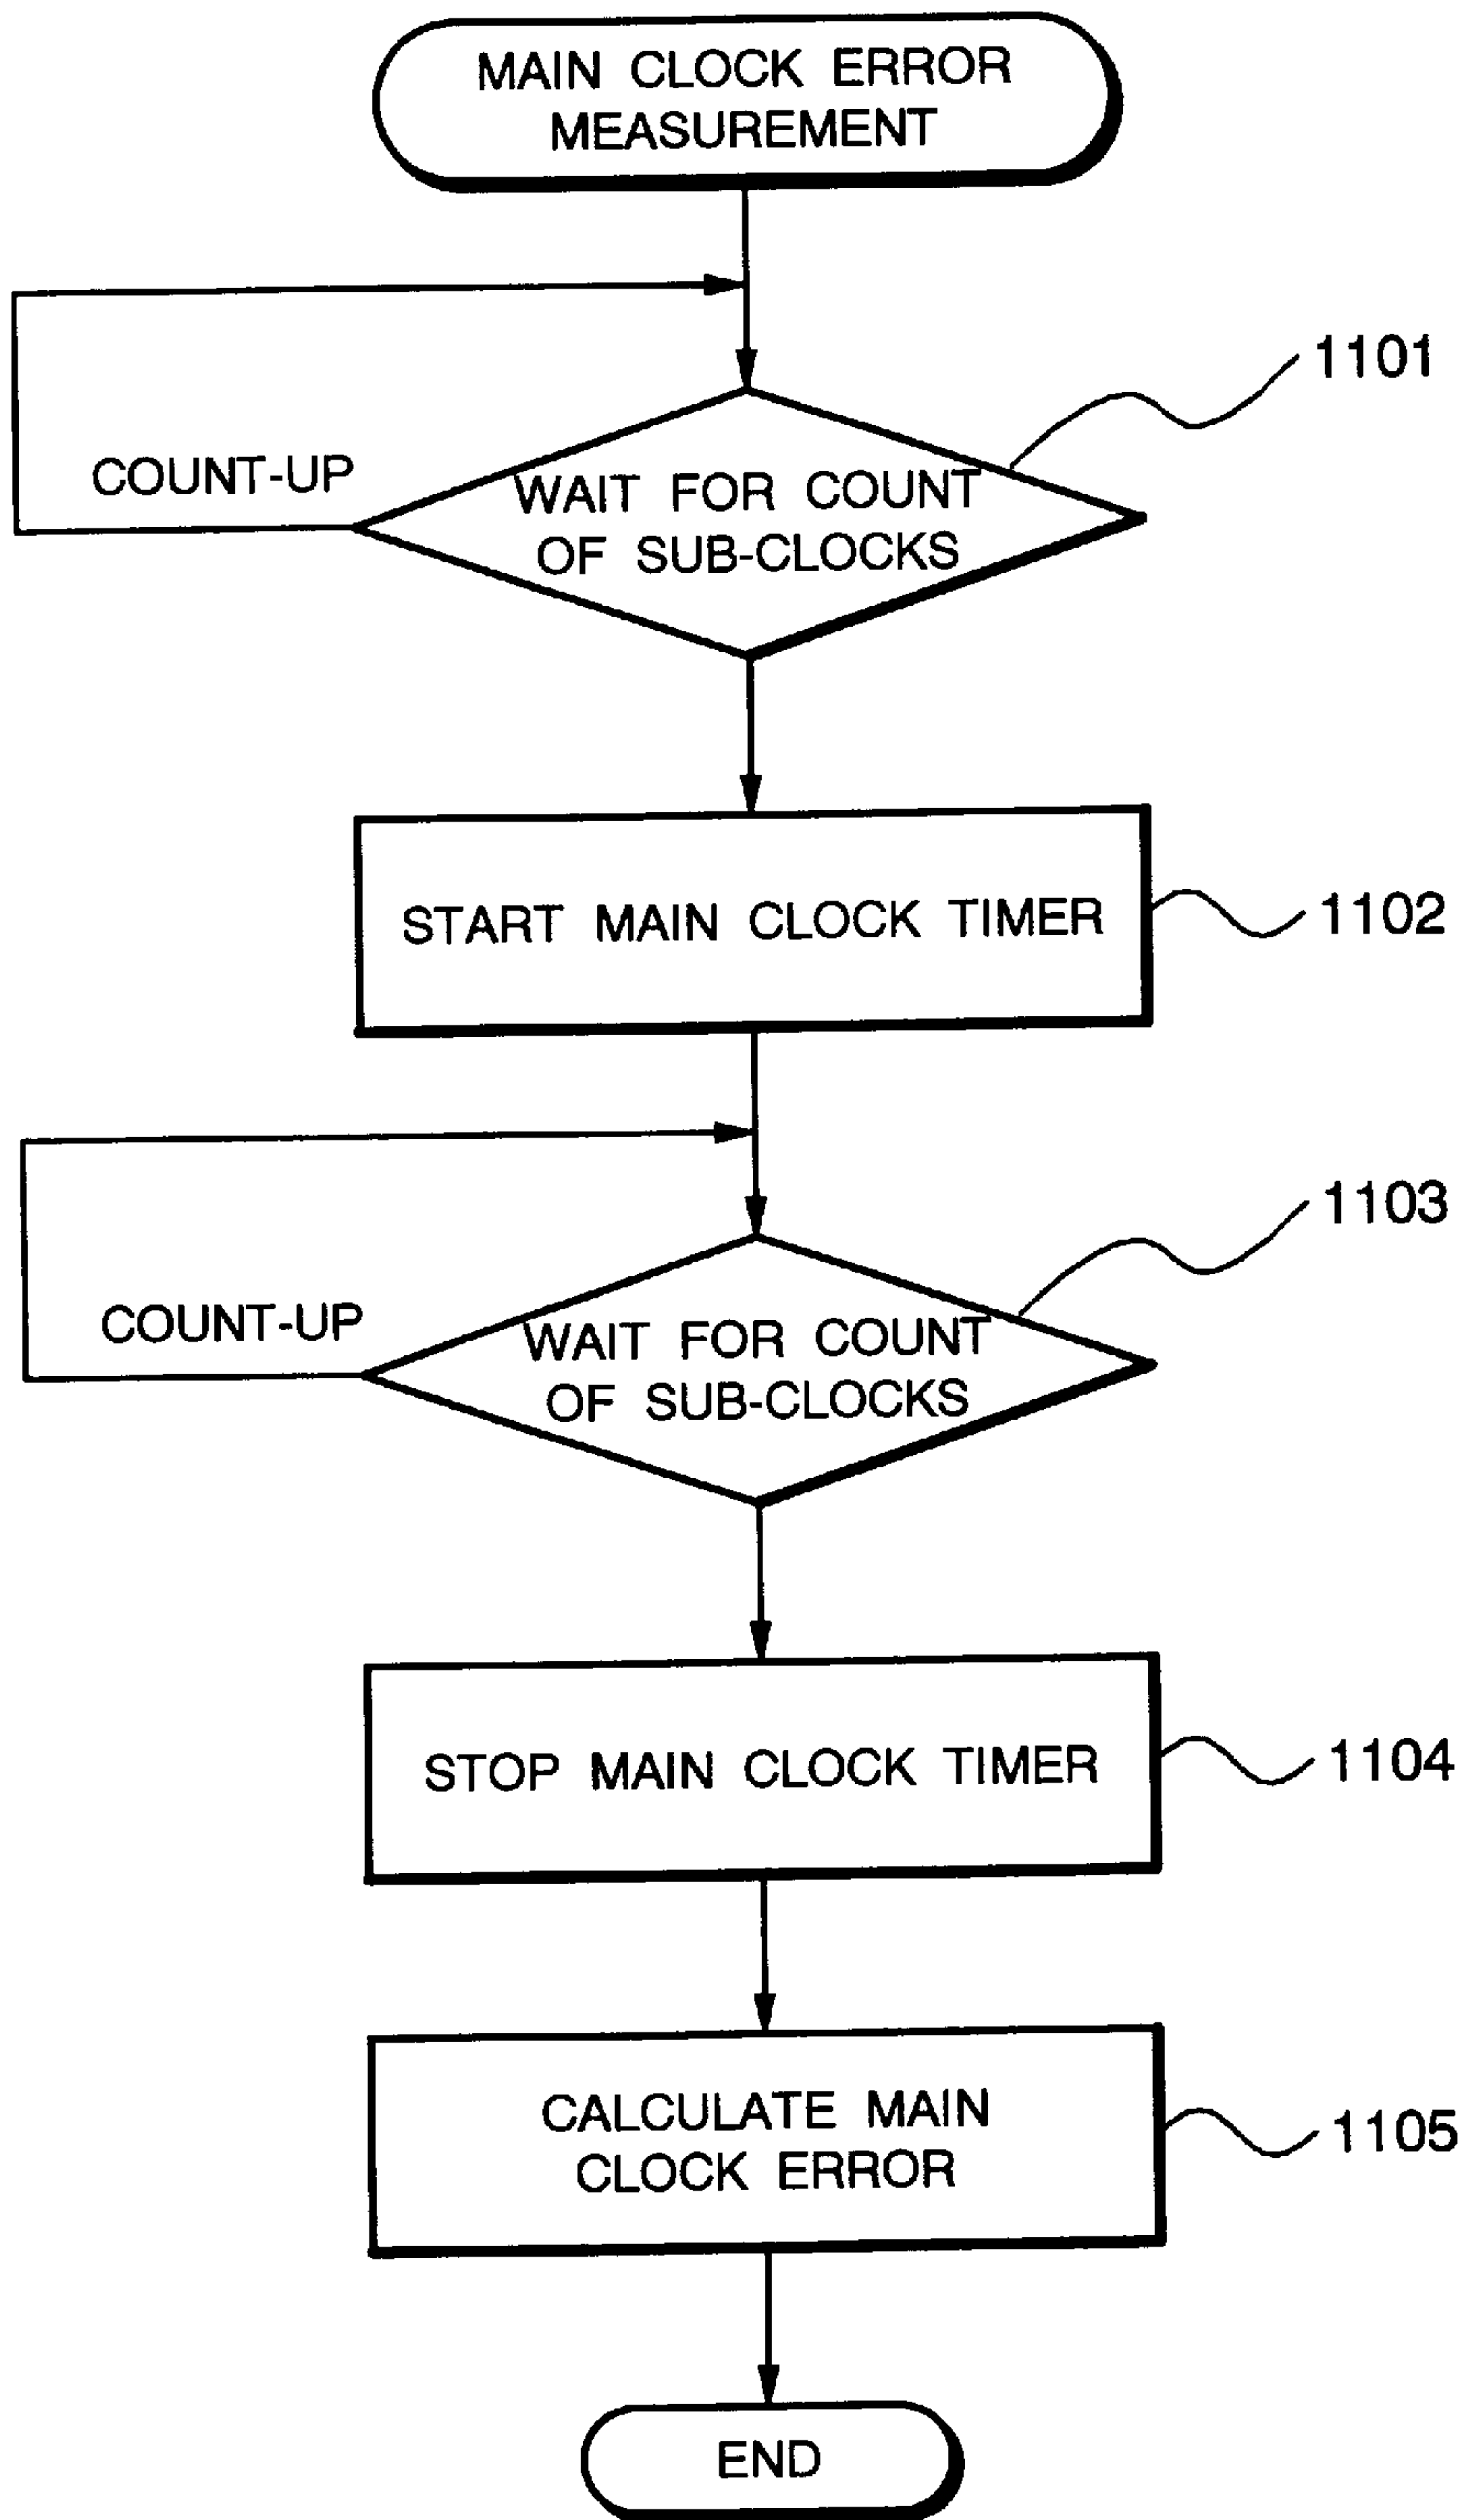 MAIN CLOCK ERROR
MEASUREMENT
1101
COUNT-UP
WAIT FOR COUNT
OF SUB-CLOCKS
START MAIN CLOCK TIMER
1102
1103
COUNT-UP
WAIT FOR COUNT
OF SUB-CLOCKS
STOP MAIN CLOCK TIMER
1104
CALCULATE MAIN
CLOCK ERROR
1105
END